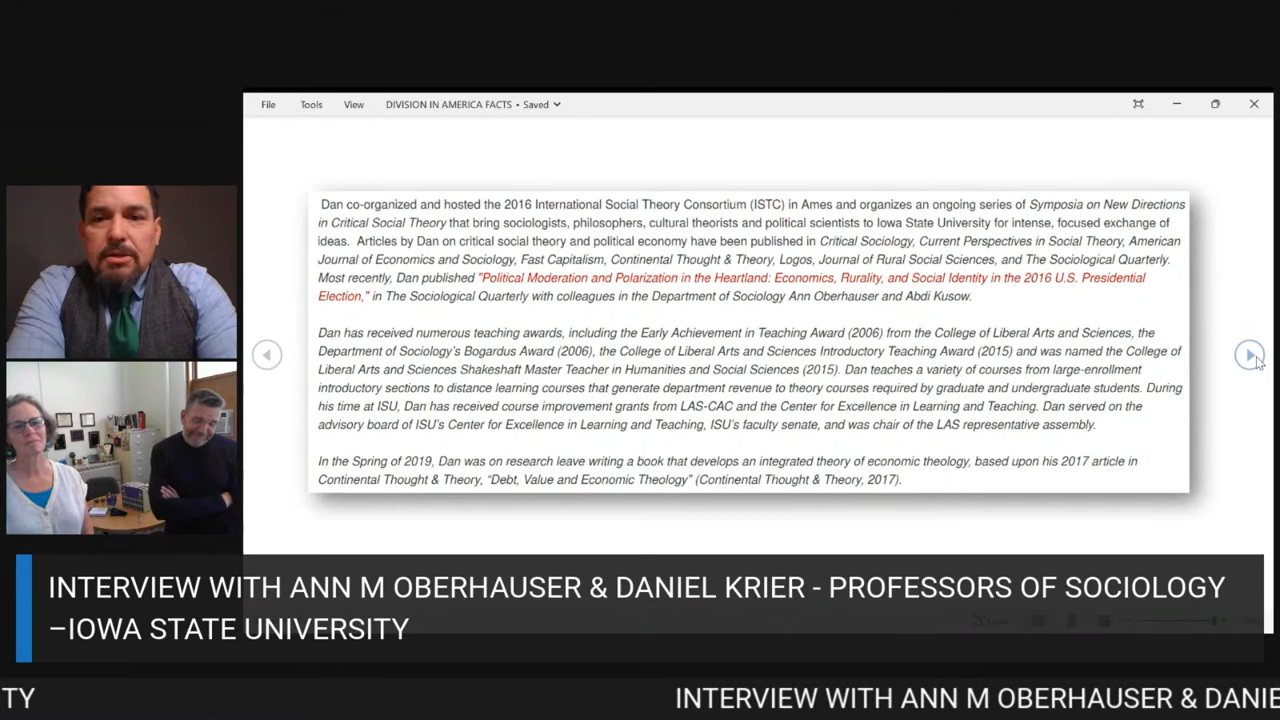 File Tools View DIVISION IN AMERICA FACTS • Saved
Dan co-organized and hosted the 2016 International Social Theory Consortium (ISTC) in Ames and organizes an ongoing series of Symposia on New Directions
in Critical Social Theory that bring sociologists, philosophers, cultural theorists and political scientists to Iowa State University for intense, focused exchange of
ideas. Articles by Dan on critical social theory and political economy have been published in Critical Sociology, Current Perspectives in Social Theory, American
Journal of Economics and Sociology, Fast Capitalism, Continental Thought & Theory, Logos, Journal of Rural Social Sciences, and The Sociological Quarterly.
Most recently, Dan published "Political Moderation and Polarization in the Heartland: Economics, Rurality, and Social Identity in the 2016 U.S. Presidential
Election," in The Sociological Quarterly with colleagues in the Department of Sociology Ann Oberhauser and Abdi Kusow.
Dan has received numerous teaching awards, including the Early Achievement in Teaching Award (2006) from the College of Liberal Arts and Sciences, the
Department of Sociology's Bogardus Award (2006), the College of Liberal Arts and Sciences Introductory Teaching Award (2015) and was named the College of
Liberal Arts and Sciences Shakeshaft Master Teacher in Humanities and Social Sciences (2015). Dan teaches a variety of courses from large-enrollment
introductory sections to distance learning courses that generate department revenue to theory courses required by graduate and undergraduate students. During
his time at ISU, Dan has received course improvement grants from LAS-CAC and the Center for Excellence in Learning and Teaching. Dan served on the
advisory board of ISU's Center for Excellence in Learning and Teaching, ISU's faculty senate, and was chair of the LAS representative assembly.
In the Spring of 2019, Dan was on research leave writing a book that develops an integrated theory of economic theology, based upon his 2017 article in
Continental Thought & Theory, "Debt, Value and Economic Theology" (Continental Thought & Theory, 2017).
INTERVIEW WITH ANN M OBERHAUSER & DANIEL KRIER - PROFESSORS OF SOCIOLOGY
–IOWA STATE UNIVERSITY
TY INTERVIEW WITH ANN M OBERHAUSER & DANIE